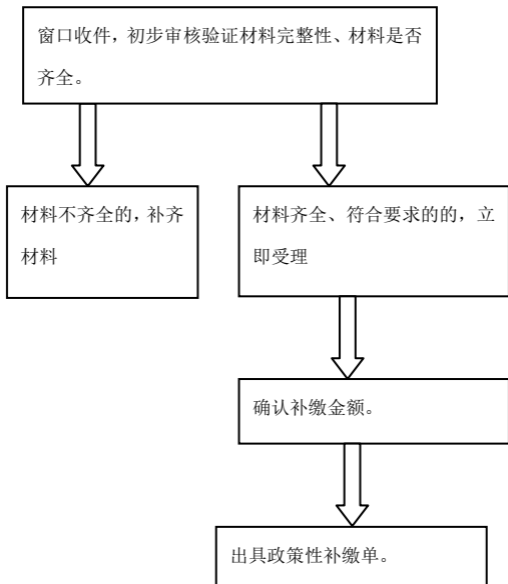 窗口收件，初步审核验证材料完整性、材料是否
齐全。
材料不齐全的，补齐
材料
材料齐全、符合要求的的，立
即受理
确认补缴金额。
出具政策性补缴单。